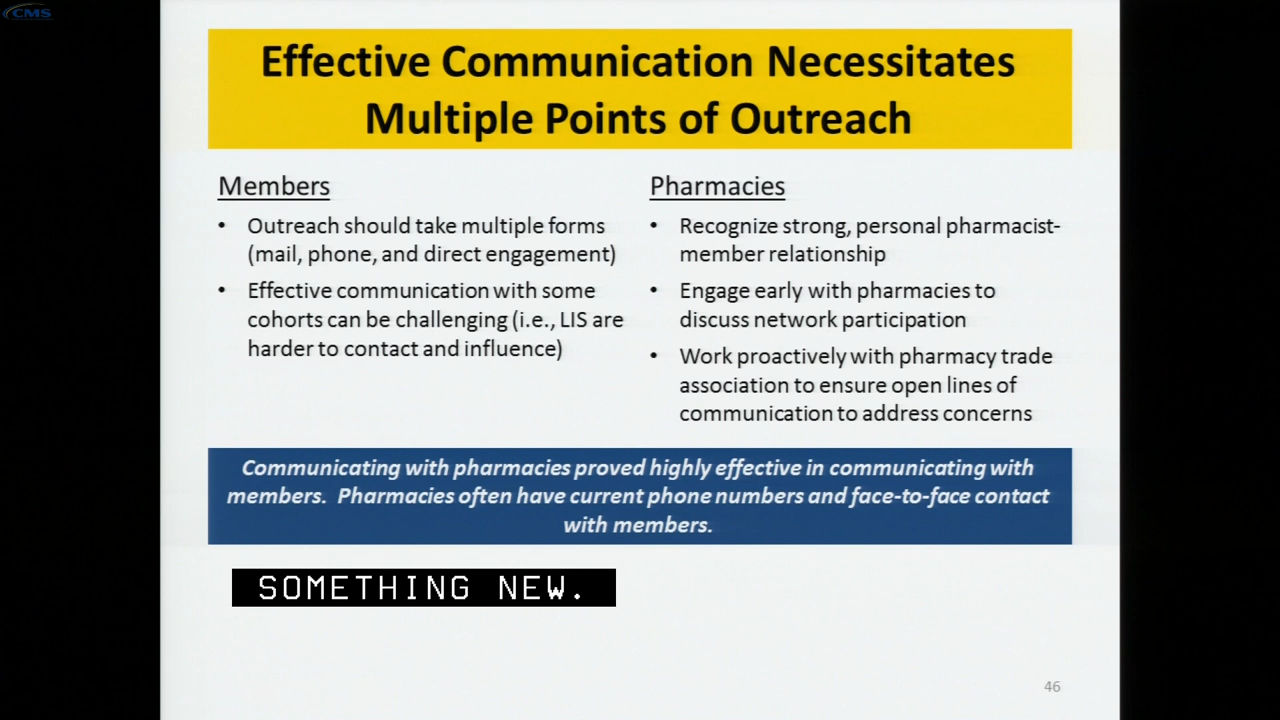 CMS
Effective Communication Necessitates
Multiple Points of Outreach
Members
• Outreach should take multiple forms
(mail, phone, and direct engagement)
• Effective communication with some
cohorts can be challenging (i.e., LIS are
harder to contact and influence)
Pharmacies
• Recognize strong, personal pharmacist-
member relationship
• Engage early with pharmacies to
discuss network participation
• Work proactively with pharmacy trade
association to ensure open lines of
communication to address concerns
Communicating with pharmacies proved highly effective in communicating with
members. Pharmacies often have current phone numbers and face-to-face contact
with members.
SOMETHING NEW.
46